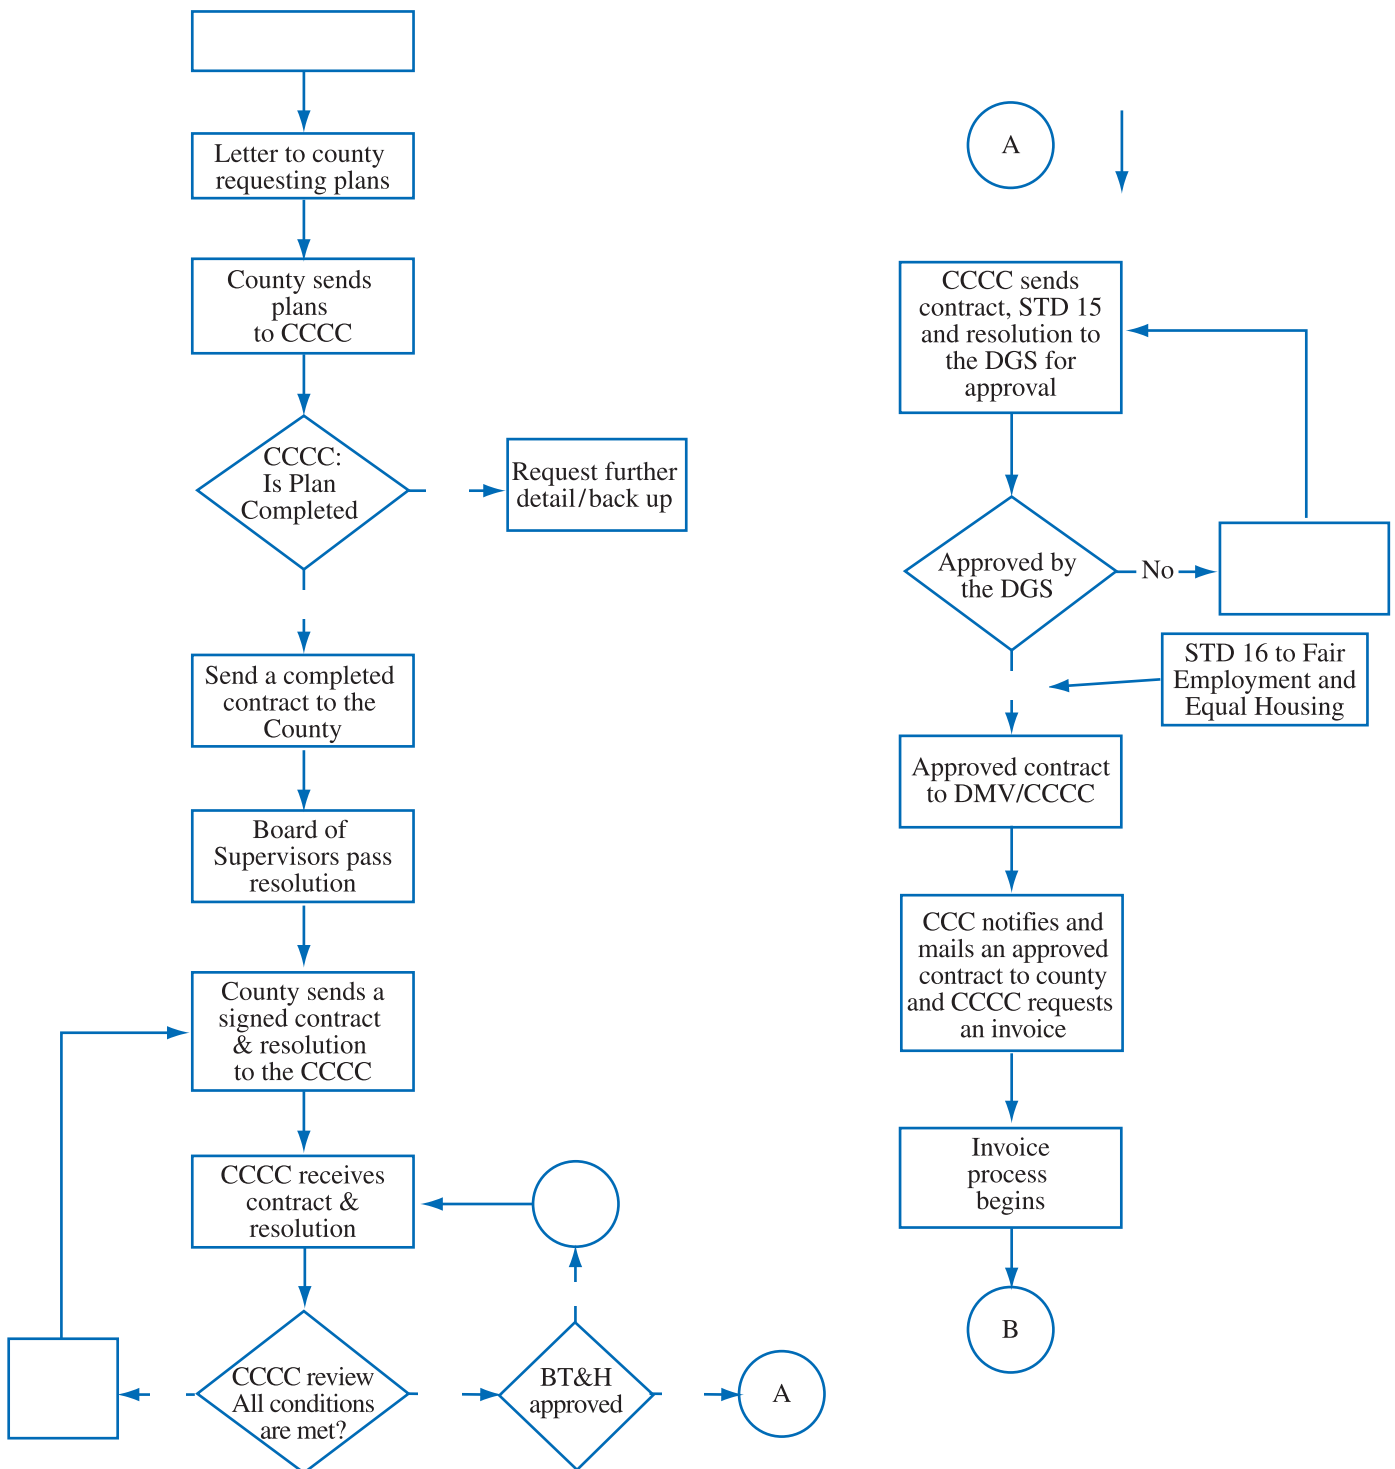 Letter to county
requesting plans
County sends
plans
to CCCC
CCCC:
Is Plan
Completed
Request further
detail/back up
Send a completed
contract to the
County
Board of
Supervisors pass
resolution
County sends a
signed contract
& resolution
to the CCCC
CCCC receives
contract &
resolution
CCCC review
All conditions
are met?
BT&H
approved
A
A
CCCC sends
contract, STD 15
and resolution to
the DGS for
approval
Approved by
the DGS
No
STD 16 to Fair
Employment and
Equal Housing
Approved contract
to DMV/CCCC
CCC notifies and
mails an approved
contract to county
and CCCC requests
an invoice
Invoice
process
begins
B